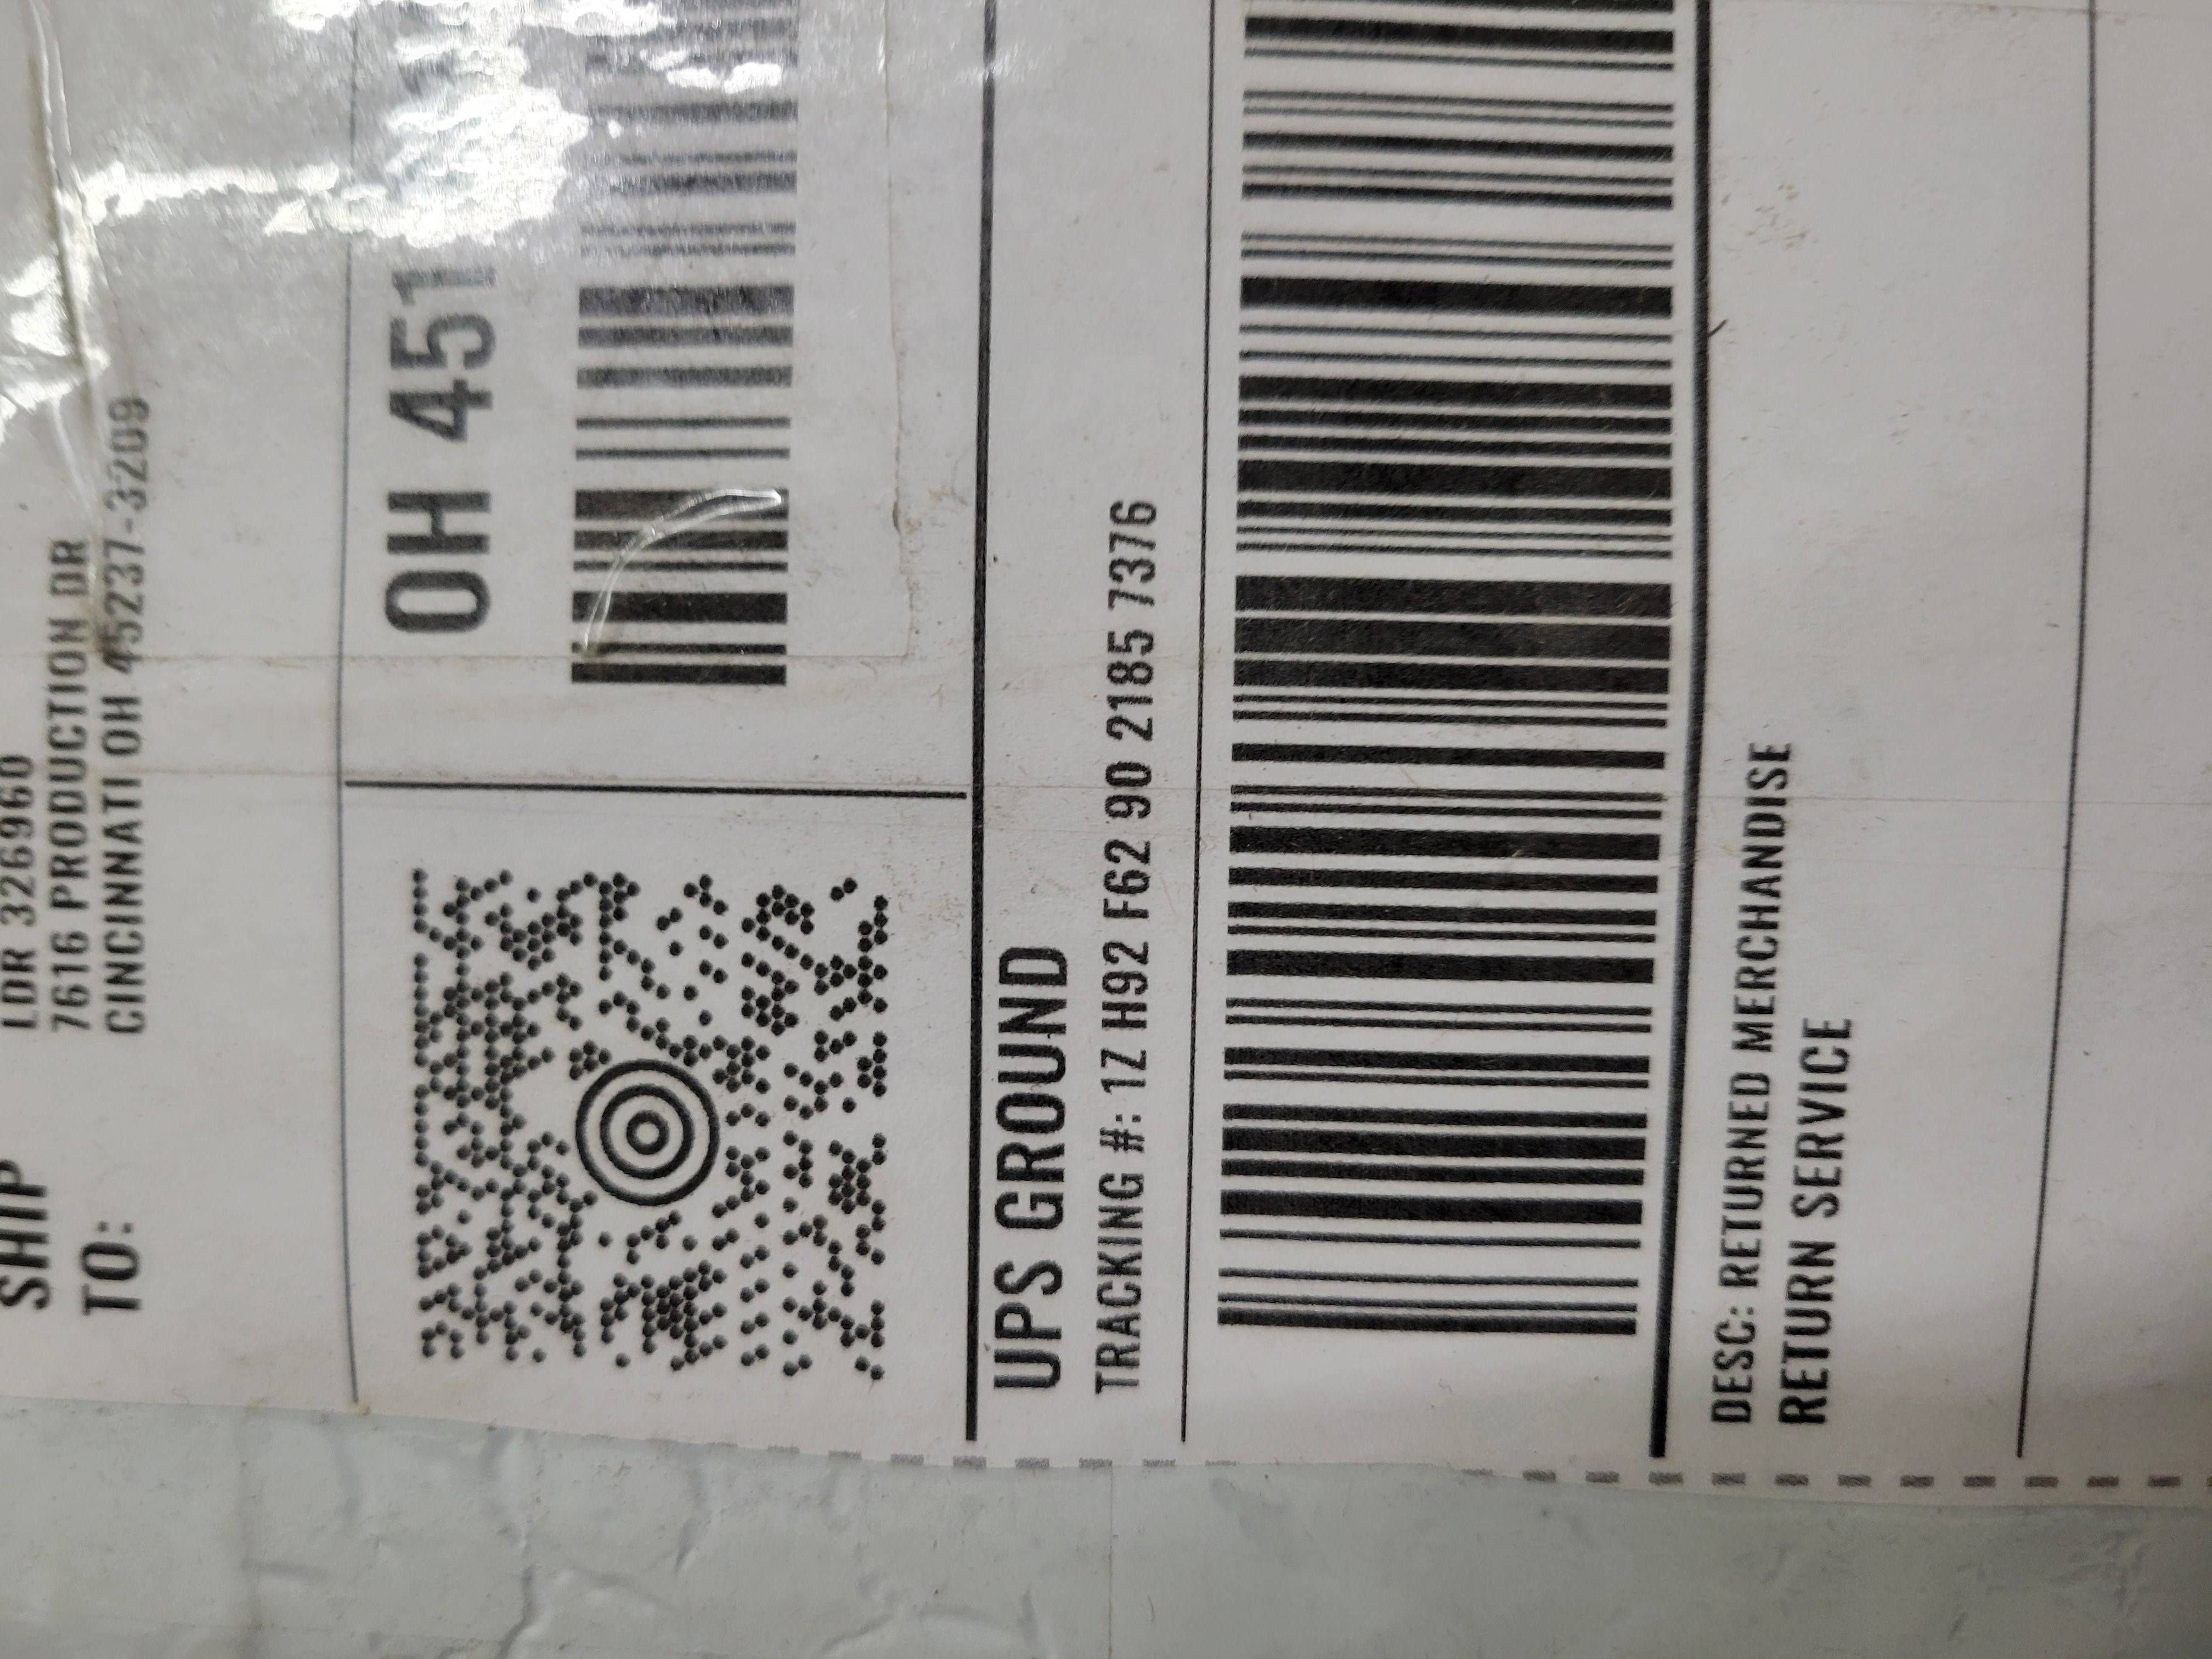 SHIP
TO:
LDR 3326960
7616 PRODUCTION DR
CINCINNATI OH 45237-3209
OH 451
UPS GROUND
TRACKING #: 1Z H92 F62 90 2185 7376
DESC: RETURNED MERCHANDISE
RETURN SERVICE